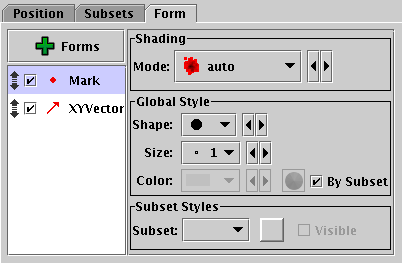 Position Subsets Form
Forms
Mark
XYVector
Shading
Mode: auto
Global Style
Shape:
Size: 1
Color: By Subset
Subset Styles
Subset: Visible